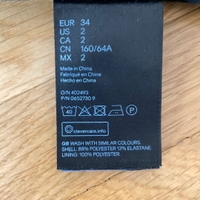 EUR 34
US 2
CA 2
CN 160/64A
MX 2
Made in China
Fabriqué en Chine
Hecho en China
O/N 402493
P/N 0652730 9
40
clevercare.info
GB WASH WITH SIMILAR COLOURS.
SHELL: 88% POLYESTER 12% ELASTANE
LINING: 100% POLYESTER